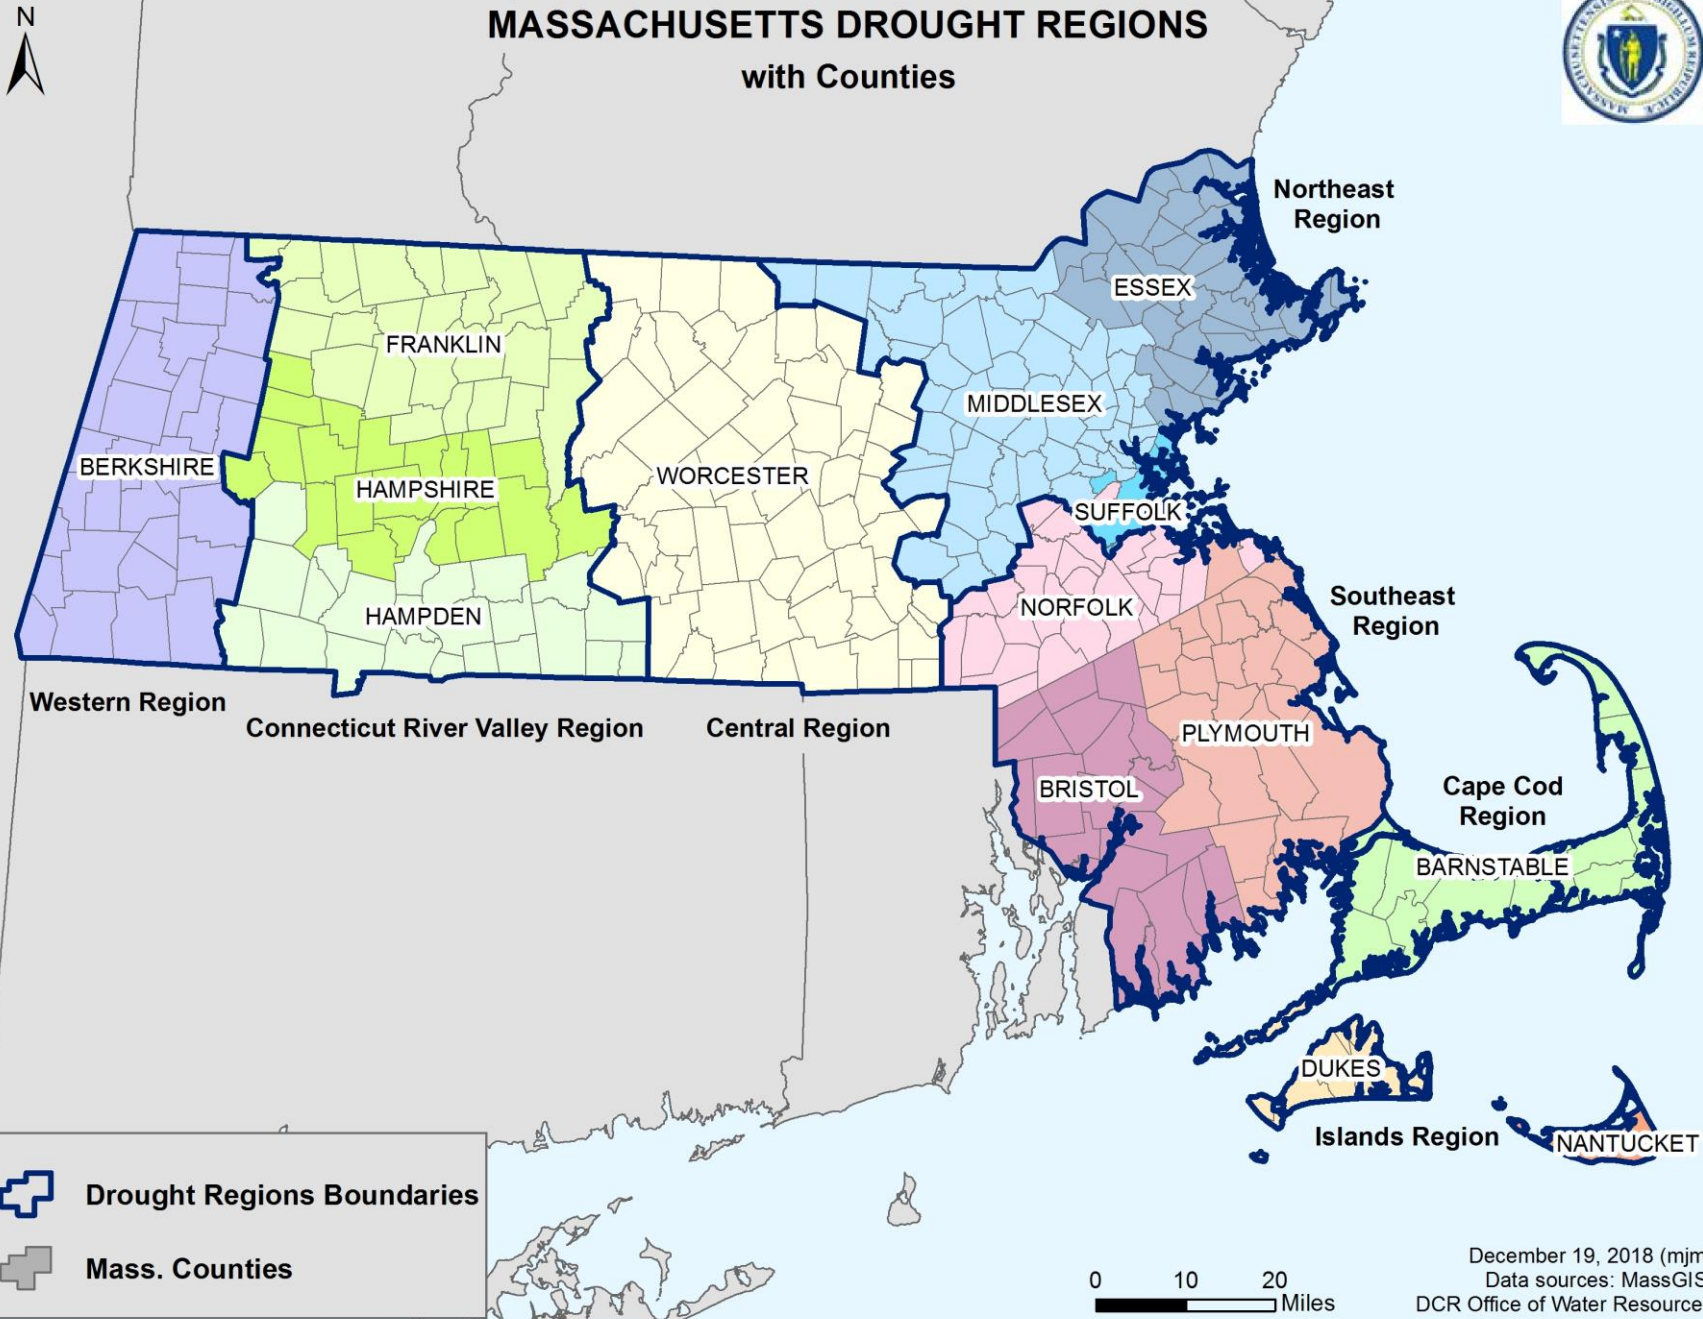 N
MASSACHUSETTS DROUGHT REGIONS
with Counties
Northeast
Region
ESSEX
FRANKLIN
MIDDLESEX
BERKSHIRE
HAMPSHIRE
WORCESTER
SUFFOLK
HAMPDEN
NORFOLK
Southeast
Region
Western Region
Connecticut River Valley Region
Central Region
PLYMOUTH
BRISTOL
Cape Cod
Region
BARNSTABLE
DUKES
Islands Region
NANTUCKET
Drought Regions Boundaries
Mass. Counties
0 10 20
Miles
December 19, 2018 (mjm
Data sources: MassGIS
DCR Office of Water Resource